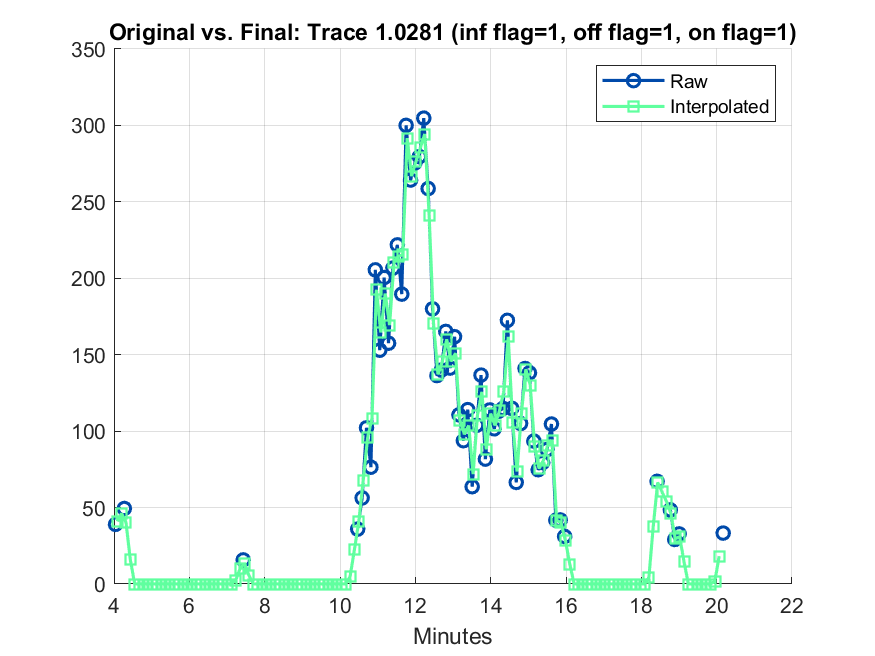 Original vs. Final: Trace 1.0281 (inf flag=1, off flag=1, on flag=1)
350
300
250
200
150
100
50
0
Raw
Interpolated
4 6 8 10 12 14 16 18 20 22
Minutes